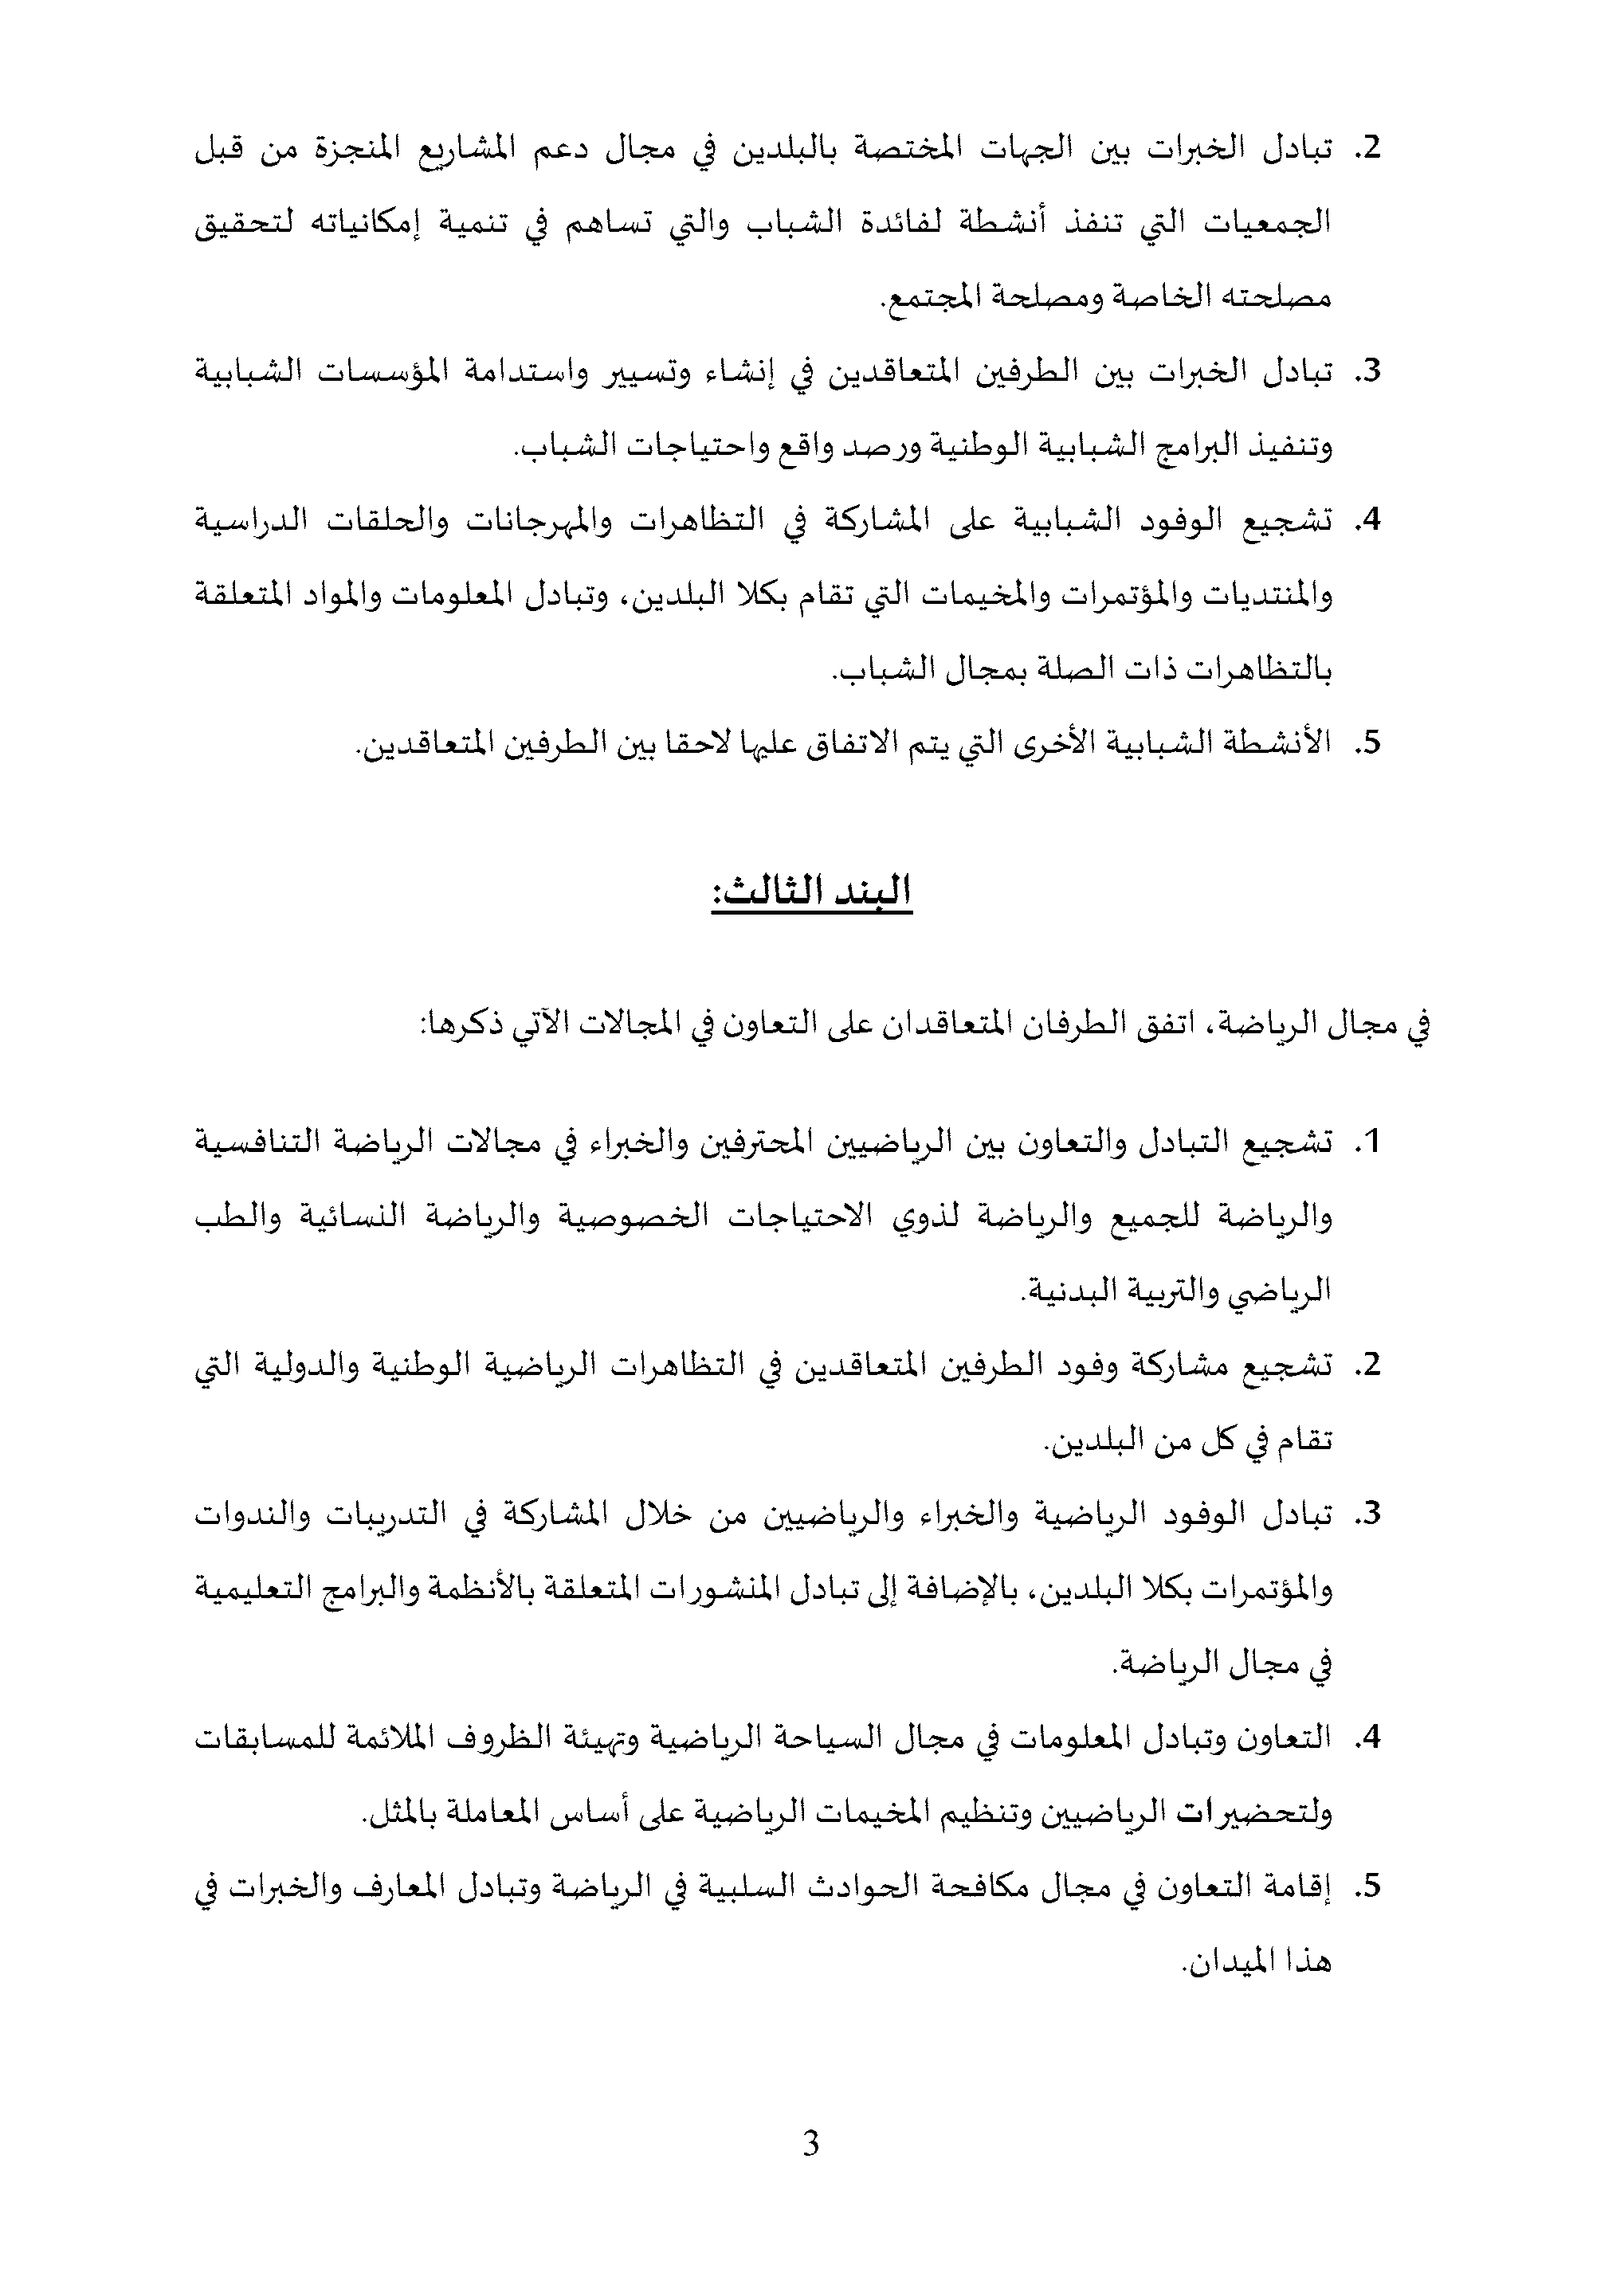 2. تبادل الخبرات بين الجهات المختصة بالبلدين في مجال دعم المشاريع المنجزة من قبل
الجمعيات التي تنفذ أنشطة لفائدة الشباب والتي تساهم في تنمية إمكانياته لتحقيق
مصلحته الخاصة ومصلحة المجتمع.
3. تبادل الخبرات بين الطرفين المتعاقدين في إنشاء وتسيير واستدامة المؤسسات الشبابية
وتنفيذ البرامج الشبابية الوطنية ورصد واقع واحتياجات الشباب.
4. تشجيع الوفود الشبابية على المشاركة في التظاهرات والمهرجانات والحلقات الدراسية
والمنتديات والمؤتمرات والمخيمات التي تقام بكلا البلدين، وتبادل المعلومات والمواد المتعلقة
بالتظاهرات ذات الصلة بمجال الشباب.
5. الأنشطة الشبابية الأخرى التي يتم الاتفاق عليها لاحقا بين الطرفين المتعاقدين.
البند الثالث:
في مجال الرياضة، اتفق الطرفان المتعاقدان على التعاون في المجالات الآتي ذكرها:
1. تشجيع التبادل والتعاون بين الرياضيين المحترفين والخبراء في مجالات الرياضة التنافسية
والرياضة للجميع والرياضة لذوي الاحتياجات الخصوصية والرياضة النسائية والطب
الرياضي والتربية البدنية.
2. تشجيع مشاركة وفود الطرفين المتعاقدين في التظاهرات الرياضية الوطنية والدولية التي
تقام في كل من البلدين.
3. تبادل الوفود الرياضية والخبراء والرياضيين من خلال المشاركة في التدريبات والندوات
والمؤتمرات بكلا البلدين، بالإضافة إلى تبادل المنشورات المتعلقة بالأنظمة والبرامج التعليمية
في مجال الرياضة.
4. التعاون وتبادل المعلومات في مجال السياحة الرياضية وتهيئة الظروف الملائمة للمسابقات
ولتحضيرات الرياضيين وتنظيم المخيمات الرياضية على أساس المعاملة بالمثل.
5. إقامة التعاون في مجال مكافحة الحوادث السلبية في الرياضة وتبادل المعارف والخبرات في
هذا الميدان.
3